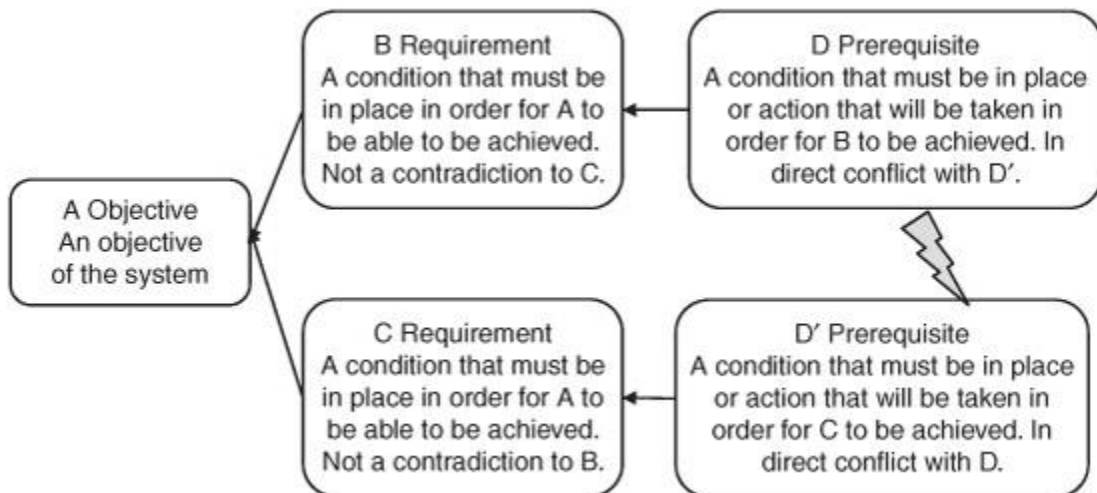 B Requirement
A condition that must be
in place in order for A to
be able to be achieved.
Not a contradiction to C.
D Prerequisite
A condition that must be in place
or action that will be taken in
order for B to be achieved. In
direct conflict with D′.
A Objective
An objective
of the system
C Requirement
A condition that must be
in place in order for A to
be able to be achieved.
Not a contradiction to B.
D′ Prerequisite
A condition that must be in place
or action that will be taken in
order for C to be achieved. In
direct conflict with D.